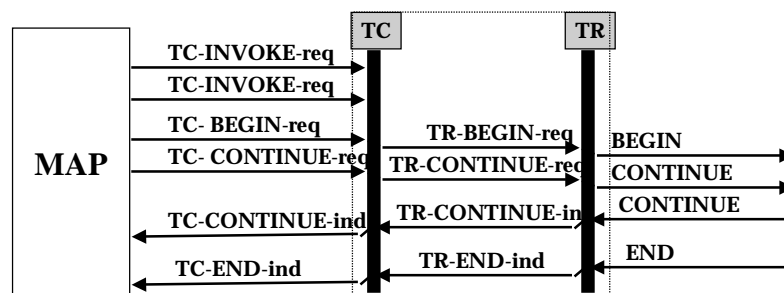 TC
TR
TC-INVOKE-req
TC-INVOKE-req
TC- BEGIN-req
TR-BEGIN-req
BEGIN
MAP
TC- CONTINUE-req
TR-CONTINUE-req
CONTINUE
TC-CONTINUE-ind
TR-CONTINUE-in
CONTINUE
TC-END-ind
TR-END-ind
END